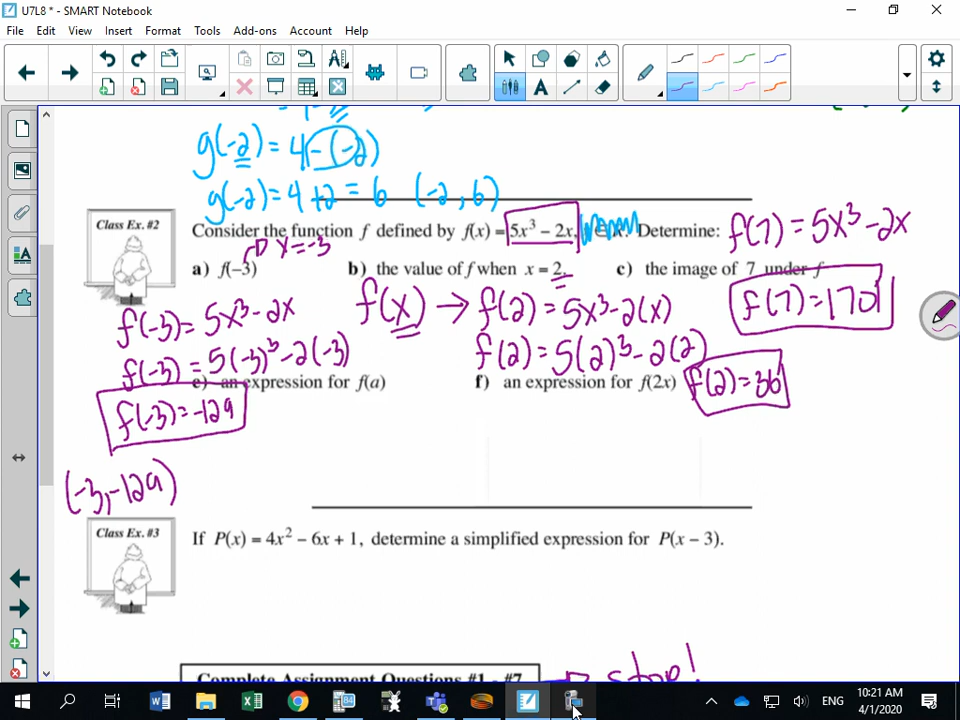 U7L8 * - SMART Notebook
File Edit View Insert Format Tools Add-ons Account Help
g(-2) = 4-(-2)
g(-2) = 4+2 = 6 (-2, 6)
Class Ex. #2
Consider the function f defined by f(x) = 5x³ − 2x, Determine:
f(7) = 5x³ - 2x
x = -3
a) f(−3) b) the value of f when x = 2. c) the image of 7 under f
f(-3) = 5x³ - 2x
f(x) → f(2) = 5x³ - 2(x)
f(7) = 1701
f(-3) = 5(-3)³ - 2(-3)
f(2) = 5(2)³ - 2(2)
e) an expression for f(a) f) an expression for f(2x)
f(2) = 36
f(-3) = -129
(-3, -129)
Class Ex. #3
If P(x) = 4x² − 6x + 1, determine a simplified expression for P(x − 3).
Complete Assignment Questions #1 - #7
stop!
ENG
10:21 AM
4/1/2020